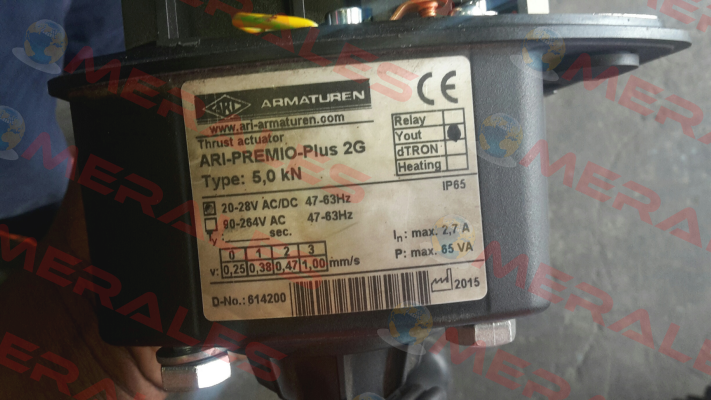 ARI ARMATUREN
www.ari-armaturen.com
Thrust actuator
ARI-PREMIO-Plus 2G
Type: 5,0 kN
CE
Relay
Yout
dTRON
Heating
IP65
20-28V AC/DC 47-63Hz
90-264V AC 47-63Hz
sec.
0 1 2 3
v: 0,25 0,38 0,47 1,00 mm/s
In: max. 2,7 A
P: max. 65 VA
2015
D-No.: 614200
MERALES